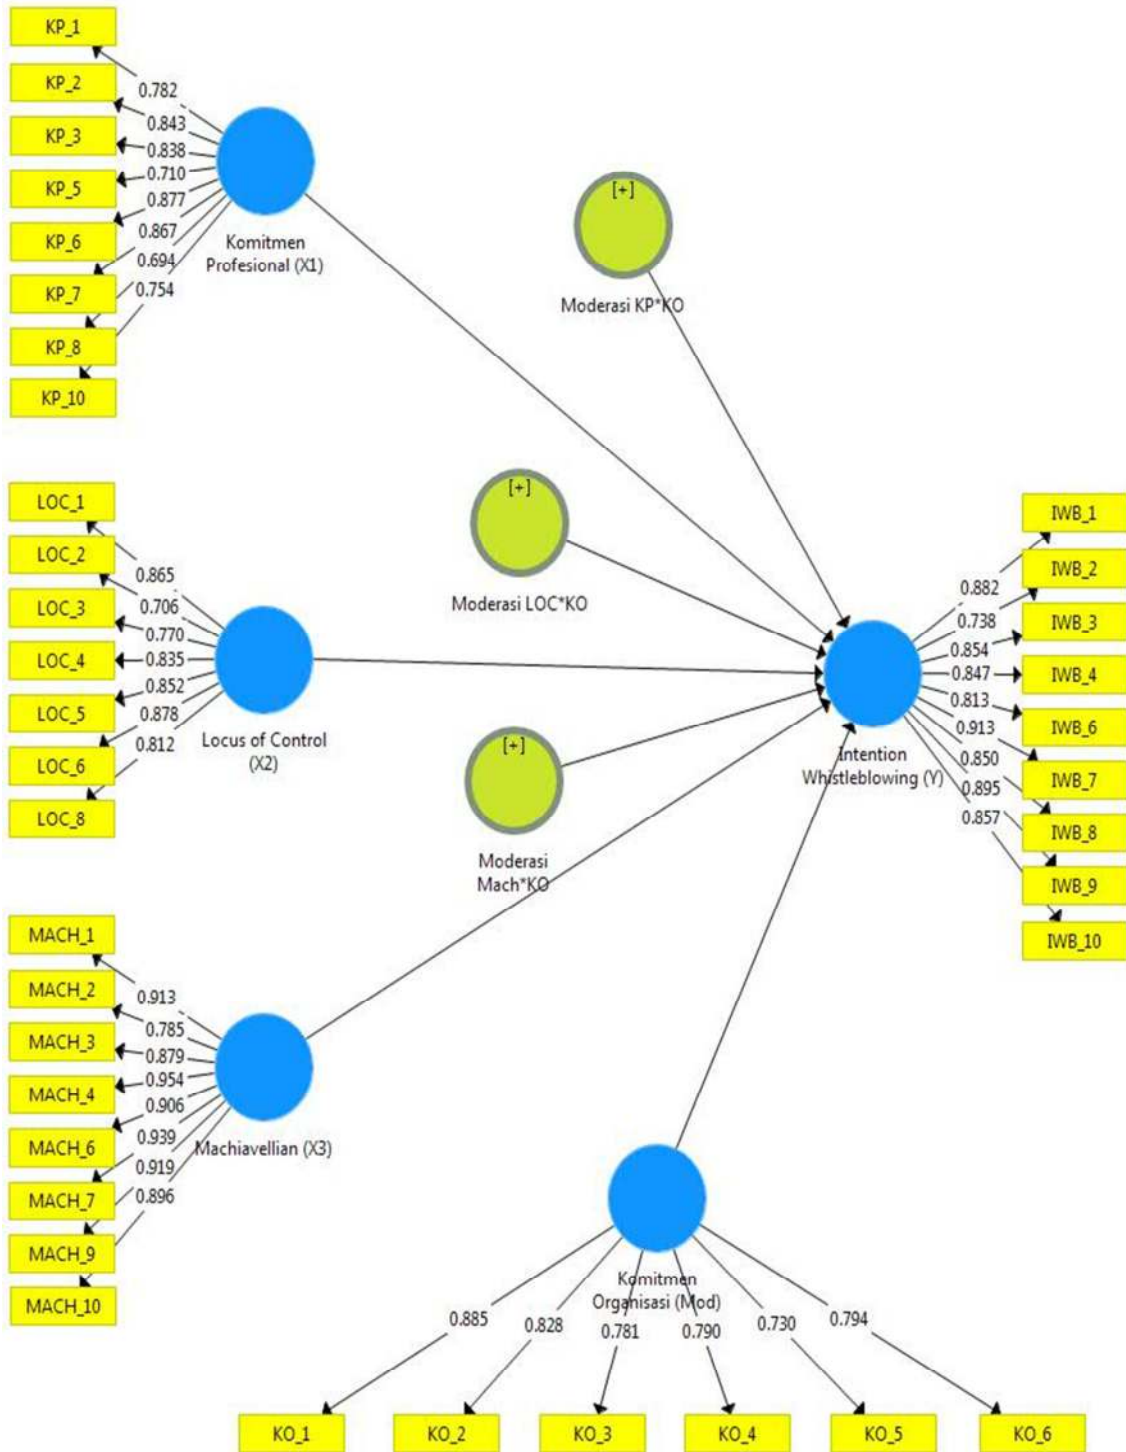 KP_1
KP_2
KP_3
KP_5
KP_6
KP_7
KP_8
KP_10
0.782
0.843
0.838
0.710
0.877
0.867
0.694
0.754
Komitmen
Profesional (X1)
[+]
Moderasi KP*KO
LOC_1
LOC_2
LOC_3
LOC_4
LOC_5
LOC_6
LOC_8
0.865
0.706
0.770
0.835
0.852
0.878
0.812
Locus of Control
(X2)
[+]
Moderasi LOC*KO
[+]
Moderasi
Mach*KO
Intention
Whistleblowing (Y)
0.882
0.738
0.854
0.847
0.813
0.913
0.850
0.895
0.857
IWB_1
IWB_2
IWB_3
IWB_4
IWB_6
IWB_7
IWB_8
IWB_9
IWB_10
MACH_1
MACH_2
MACH_3
MACH_4
MACH_6
MACH_7
MACH_9
MACH_10
0.913
0.785
0.879
0.954
0.906
0.939
0.919
0.896
Machiavellian (X3)
Komitmen
Organisasi (Mod)
0.885
0.828
0.781
0.790
0.730
0.794
KO_1
KO_2
KO_3
KO_4
KO_5
KO_6